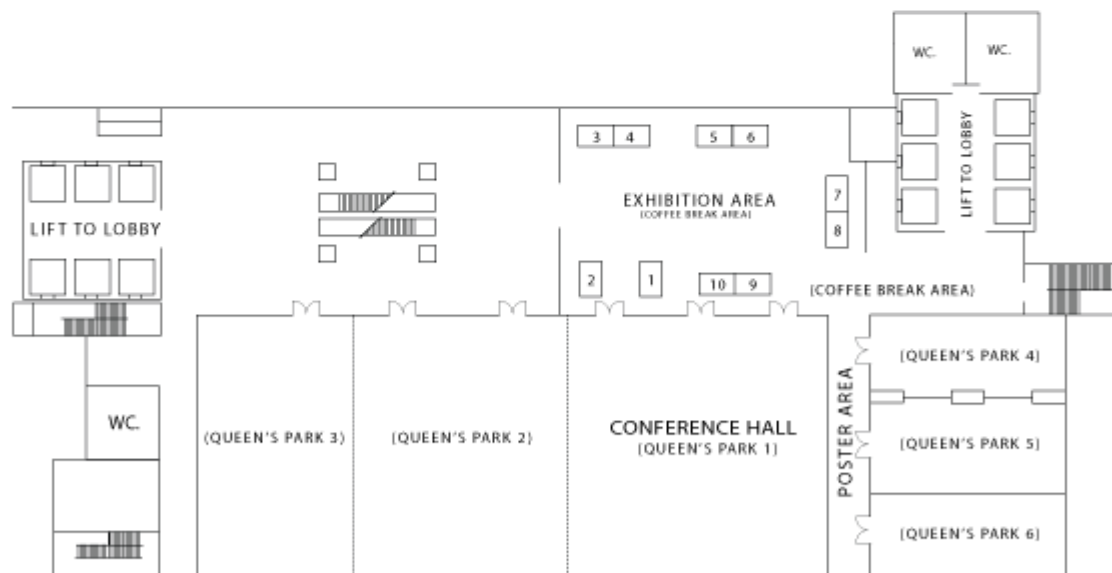 WC.
WC.
3
4
5
6
LIFT TO LOBBY
EXHIBITION AREA
(COFFEE BREAK AREA)
7
8
LIFT TO LOBBY
2
1
10
9
(COFFEE BREAK AREA)
(QUEEN'S PARK 4)
WC.
(QUEEN'S PARK 3)
(QUEEN'S PARK 2)
CONFERENCE HALL
(QUEEN'S PARK 1)
POSTER AREA
(QUEEN'S PARK 5)
(QUEEN'S PARK 6)